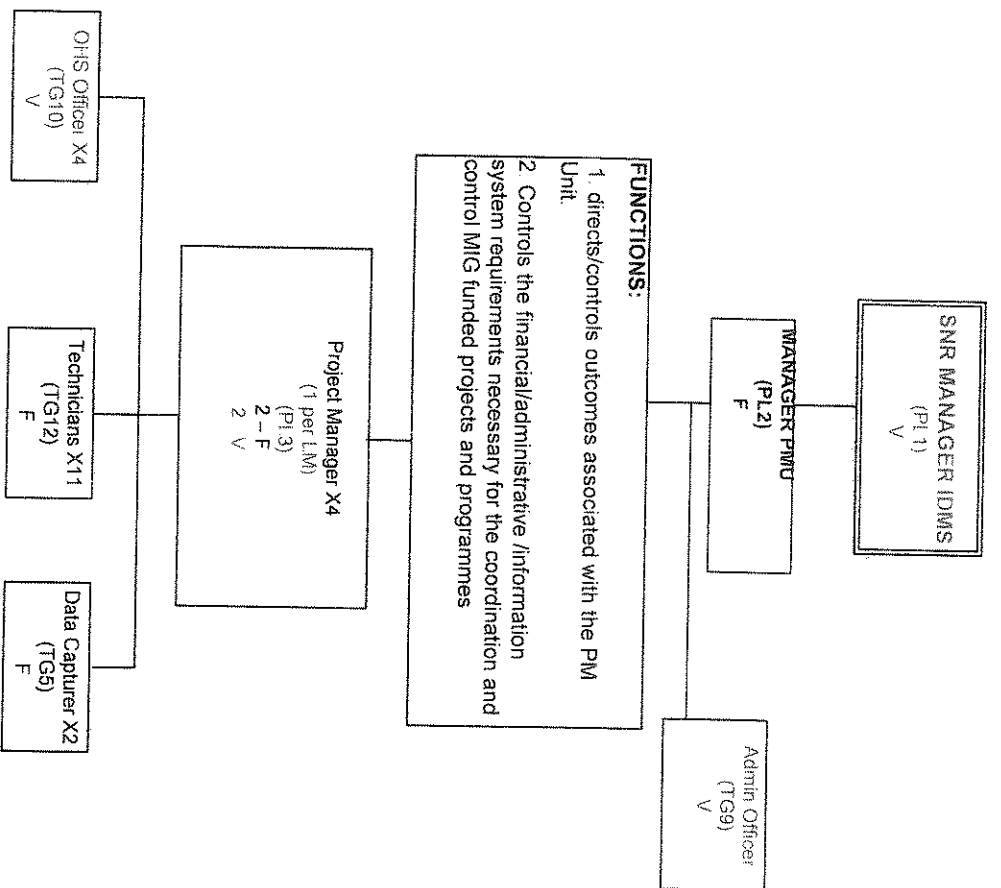 SNR MANAGER IDMS
(PL1)
V
MANAGER PMU
(PL2)
F
Admin Officer
(TG9)
V
FUNCTIONS:
1. directs/controls outcomes associated with the PM
Unit.
2. Controls the financial/administrative /information
system requirements necessary for the coordination and
control MIG funded projects and programmes
Project Manager X4
(1 per LM)
(PL3)
2 – F
2 V
OHS Officer X4
(TG10)
V
Technicians X11
(TG12)
F
Data Capturer X2
(TG5)
F